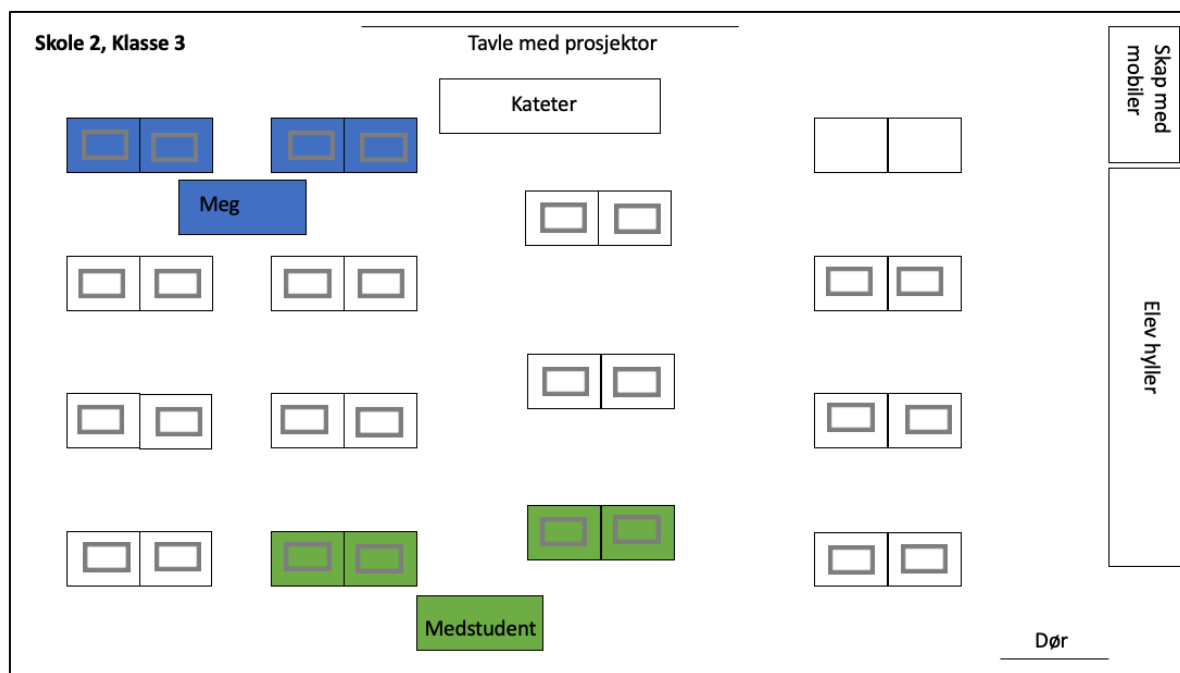 Skole 2, Klasse 3
Tavle med prosjektor
Kateter
Skap med
mobiler
Meg
Elev hyller
Medstudent
Dør